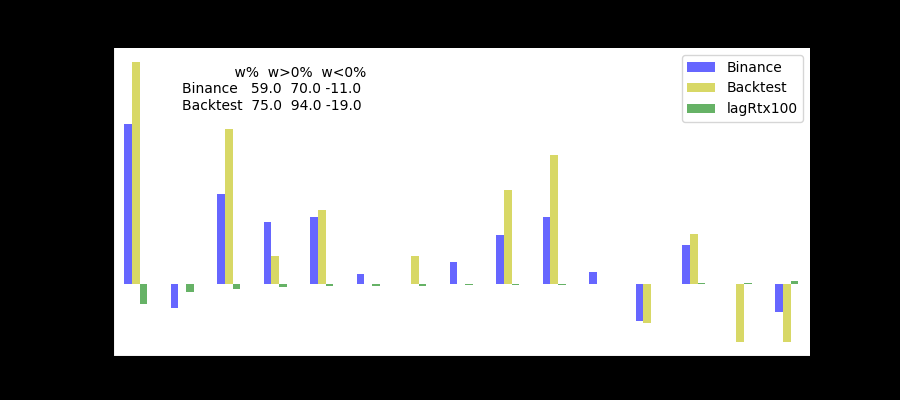 w% w>0% w<0%
Binance 59.0 70.0 -11.0
Backtest 75.0 94.0 -19.0
Binance
Backtest
lagRtx100